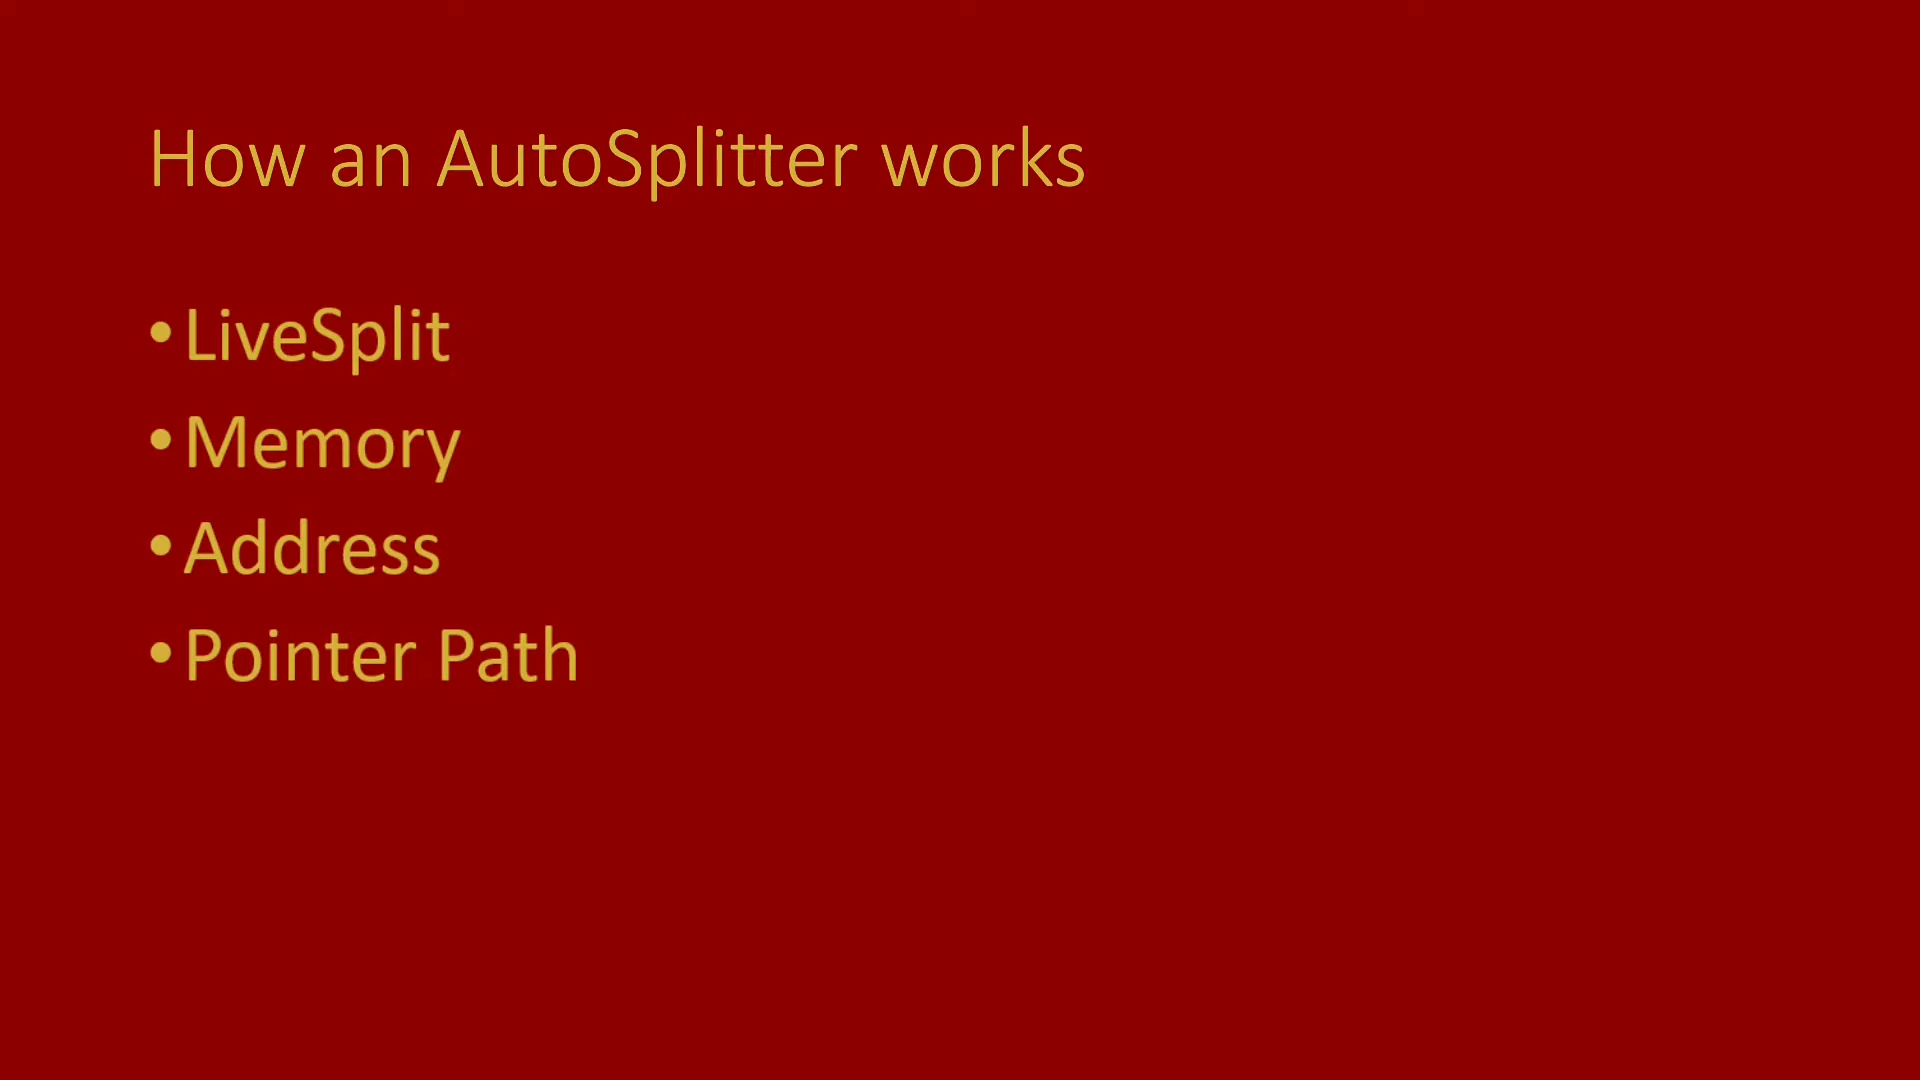 How an AutoSplitter works
• LiveSplit
• Memory
• Address
• Pointer Path